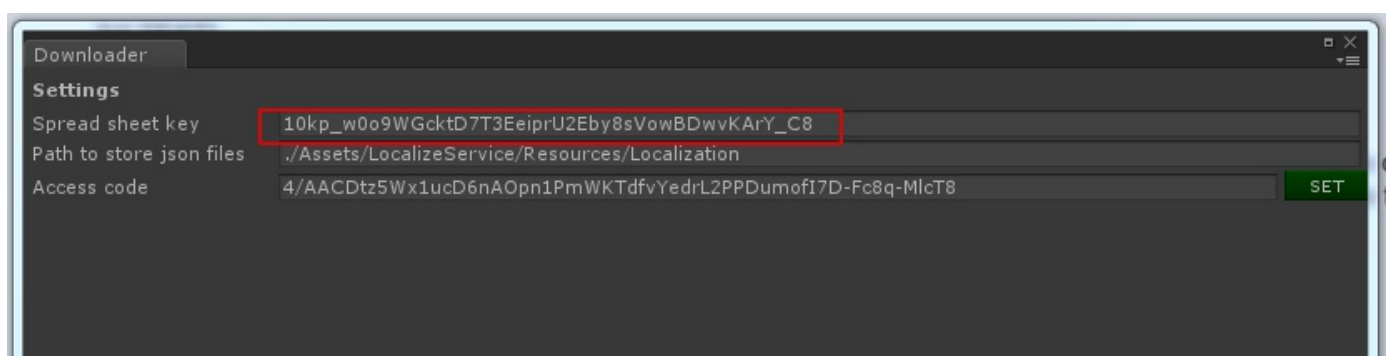 Downloader
Settings
Spread sheet key 10kp_w0o9WGcktD7T3EeiprU2Eby8sVowBDwvKArY_C8
Path to store json files ./Assets/LocalizeService/Resources/Localization
Access code 4/AACDtz5Wx1ucD6nAOpn1PmWKTdfvYedrL2PPDumofI7D-Fc8q-MlcT8 SET